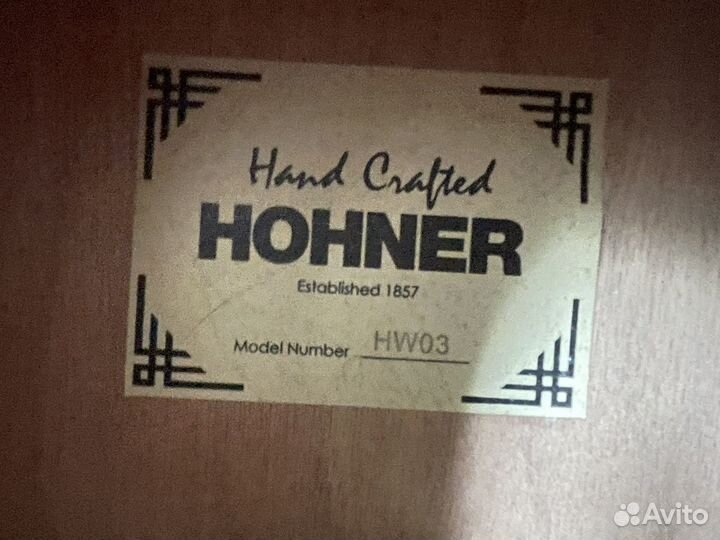 Hand Crafted
HOHNER
Established 1857
Model Number HW03
Avito